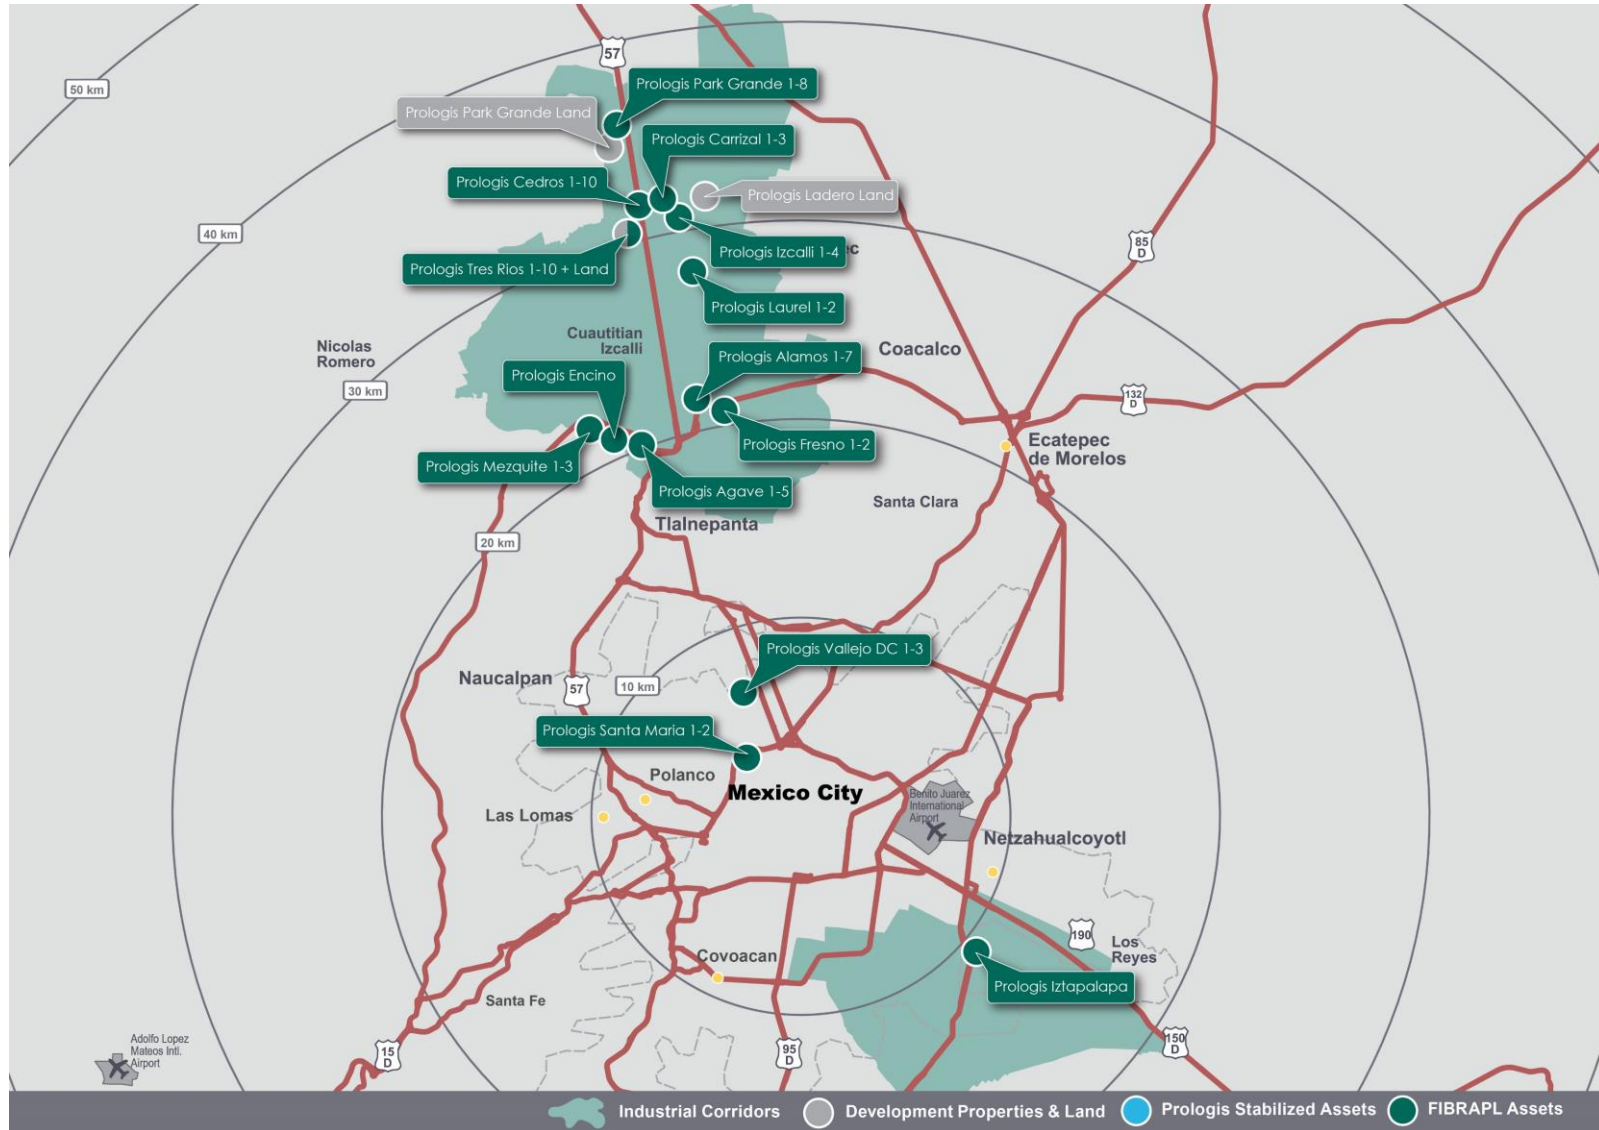 57
Prologis Park Grande 1-8
50 km
Prologis Park Grande Land
Prologis Carrizal 1-3
Prologis Cedros 1-10
Prologis Ladero Land
40 km
85
D
Prologis Izcalli 1-4
ec
Prologis Tres Rios 1-10 + Land
Prologis Laurel 1-2
Cuautitian
Izcalli
Nicolas
Romero
Coacalco
Prologis Alamos 1-7
Prologis Encino
30 km
132
D
Prologis Fresno 1-2
Ecatepec
de Morelos
Prologis Mezquite 1-3
Prologis Agave 1-5
Santa Clara
Tlalnepanta
20 km
Prologis Vallejo DC 1-3
Naucalpan
57
10 km
Prologis Santa Maria 1-2
Polanco
Mexico City
Benito Juarez
International
Airport
Las Lomas
Netzahualcoyotl
190
Los
Reyes
Covoacan
Prologis Iztapalapa
Santa Fe
Adolfo Lopez
Mateos Intl.
Airport
15
D
95
D
150
D
Industrial Corridors
Development Properties & Land
Prologis Stabilized Assets
FIBRAPL Assets